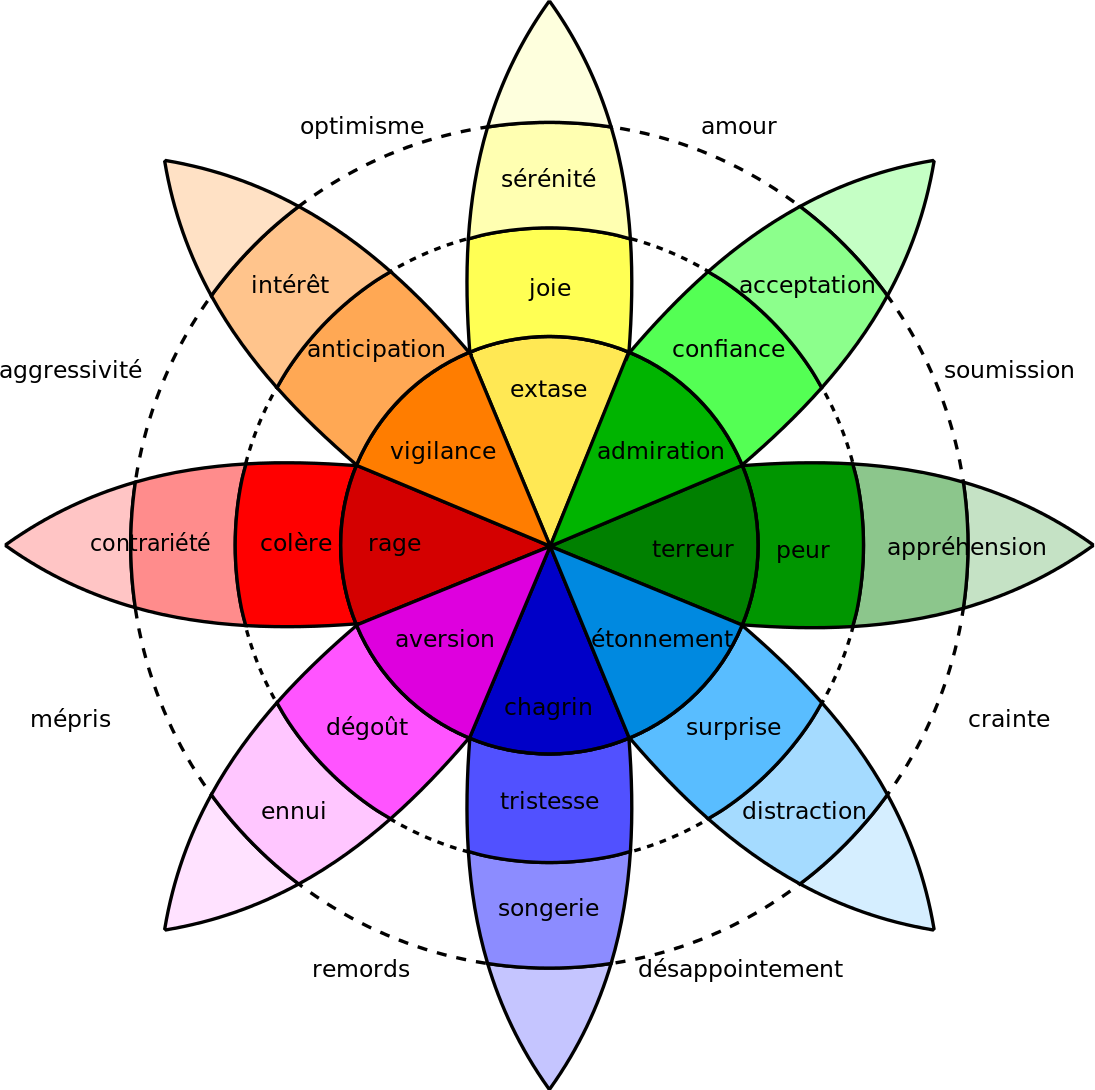 optimisme
amour
sérénité
intérêt
acceptation
joie
anticipation
confiance
aggressivité
soumission
extase
vigilance
admiration
contrariété
colère
rage
terreur
peur
appréhension
aversion
étonnement
chagrin
mépris
crainte
dégoût
surprise
tristesse
ennui
distraction
songerie
remords
désappointement